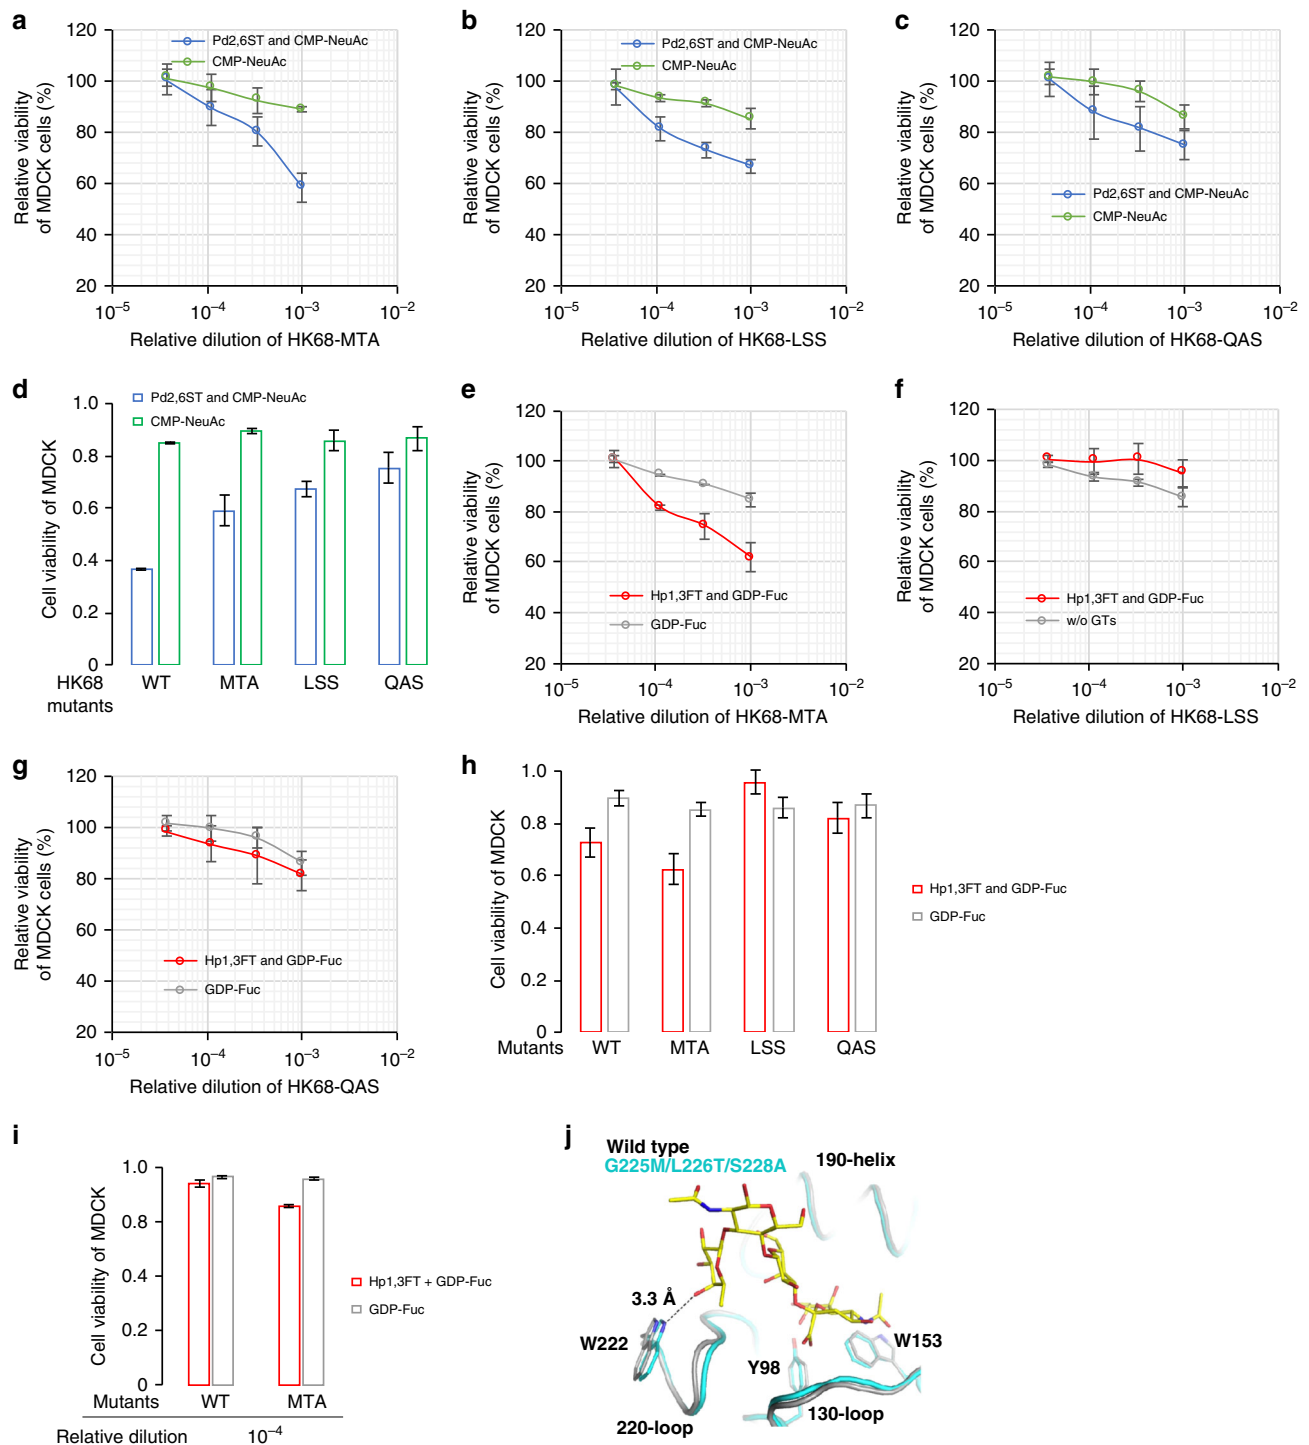 a
120
100
80
60
40
20
Relative viability
of MDCK cells (%)
Pd2,6ST and CMP-NeuAc
CMP-NeuAc
10–5
10–4
10–3
10–2
Relative dilution of HK68-MTA
b
120
100
80
60
40
20
Relative viability
of MDCK cells (%)
Pd2,6ST and CMP-NeuAc
CMP-NeuAc
10–5
10–4
10–3
10–2
Relative dilution of HK68-LSS
c
120
100
80
60
40
20
Relative viability
of MDCK cells (%)
Pd2,6ST and CMP-NeuAc
CMP-NeuAc
10–5
10–4
10–3
10–2
Relative dilution of HK68-QAS
d
1.0
0.8
0.6
0.4
0.2
0
Cell viability of MDCK
Pd2,6ST and CMP-NeuAc
CMP-NeuAc
HK68
mutants
WT
MTA
LSS
QAS
e
120
100
80
60
40
20
Relative viability
of MDCK cells (%)
Hp1,3FT and GDP-Fuc
GDP-Fuc
10–5
10–4
10–3
10–2
Relative dilution of HK68-MTA
f
120
100
80
60
40
20
Relative viability
of MDCK cells (%)
Hp1,3FT and GDP-Fuc
w/o GTs
10–5
10–4
10–3
10–2
Relative dilution of HK68-LSS
g
120
100
80
60
40
20
Relative viability
of MDCK cells (%)
Hp1,3FT and GDP-Fuc
GDP-Fuc
10–5
10–4
10–3
10–2
Relative dilution of HK68-QAS
h
1.0
0.8
0.6
0.4
0.2
0
Cell viability of MDCK
Mutants
WT
MTA
LSS
QAS
Hp1,3FT and GDP-Fuc
GDP-Fuc
i
1.0
0.8
0.4
0.2
0
Cell viability of MDCK
Mutants
WT
MTA
Relative dilution
10–4
Hp1,3FT + GDP-Fuc
GDP-Fuc
j
Wild type
G225M/L226T/S228A
190-helix
3.3 Å
W222
Y98
W153
220-loop
130-loop